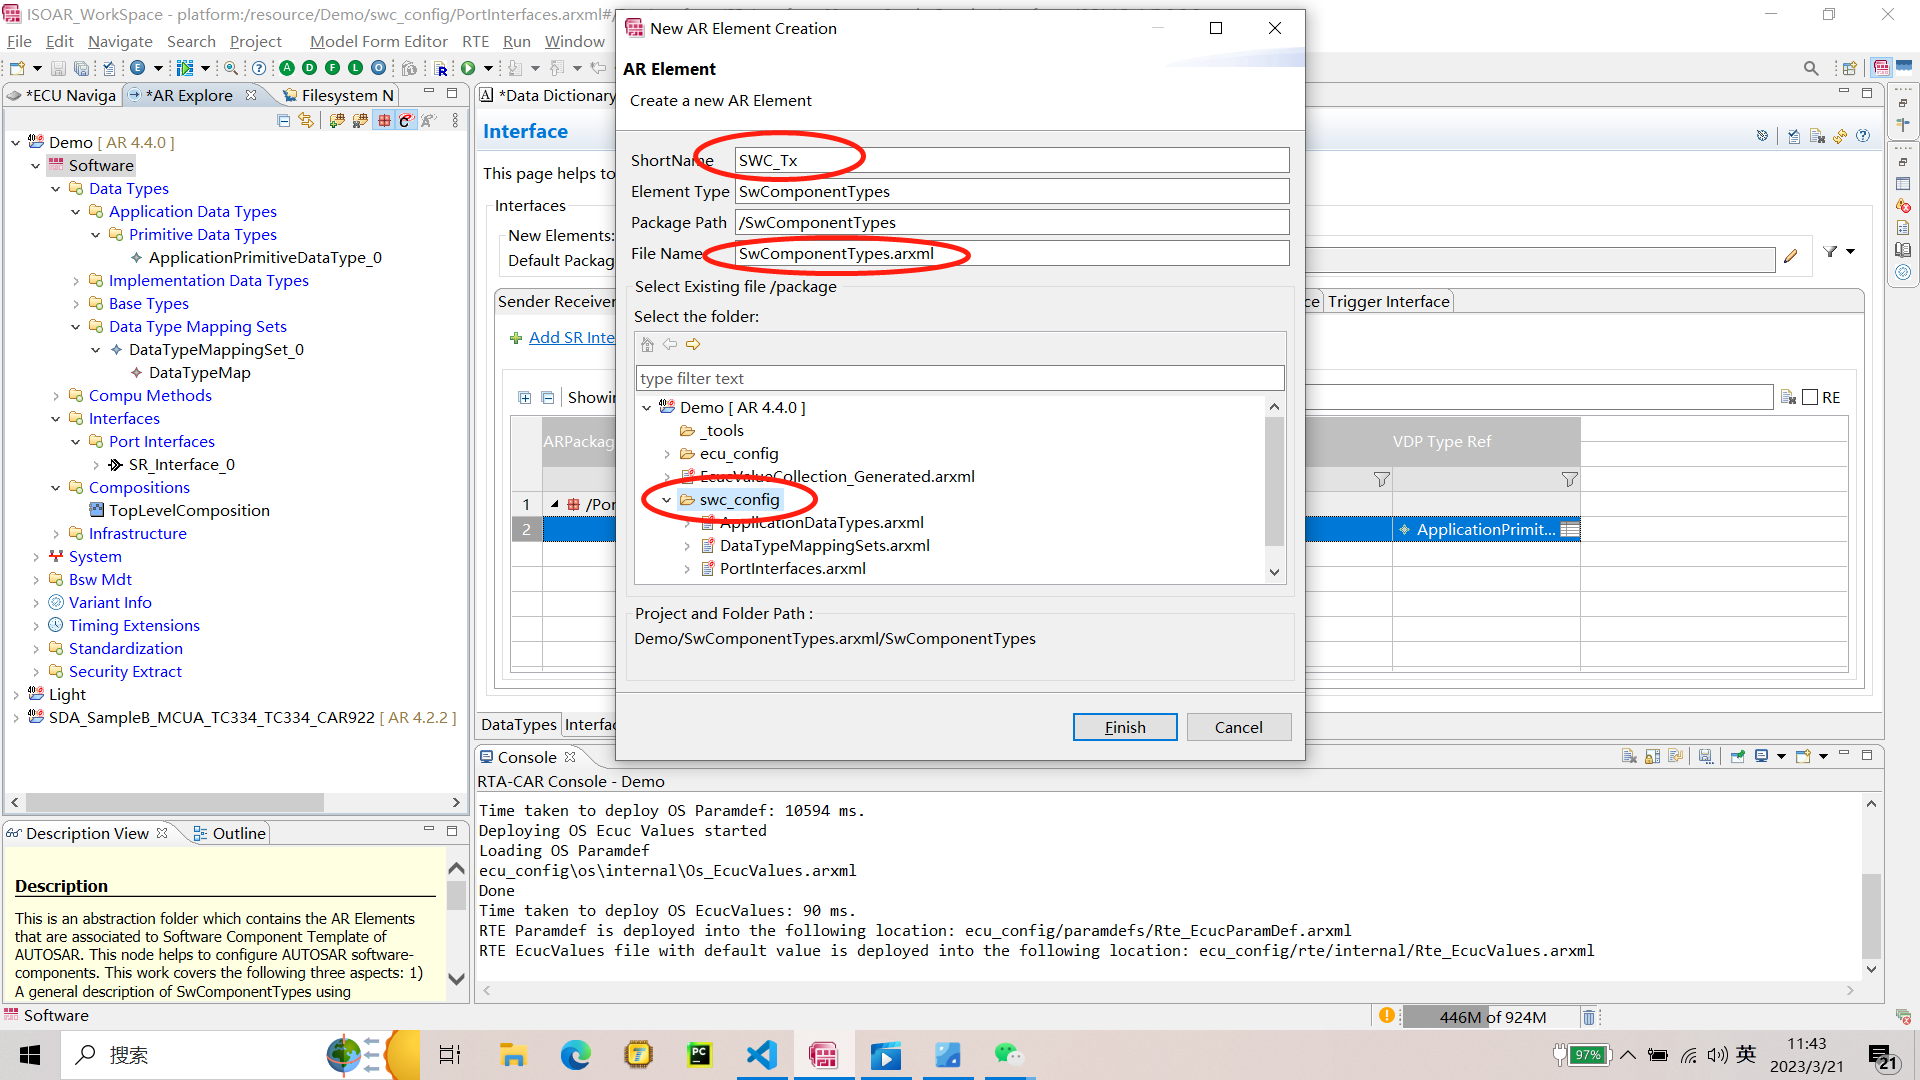 ISOAR_WorkSpace - platform:/resource/Demo/swc_config/PortInterfaces.arxml#/
File Edit Navigate Search Project Model Form Editor RTE Run Window
*ECU Naviga
*AR Explore
Filesystem N
Demo [ AR 4.4.0 ]
Software
Data Types
Application Data Types
Primitive Data Types
ApplicationPrimitiveDataType_0
Implementation Data Types
Base Types
Data Type Mapping Sets
DataTypeMappingSet_0
DataTypeMap
Compu Methods
Interfaces
Port Interfaces
SR_Interface_0
Compositions
TopLevelComposition
Infrastructure
System
Bsw Mdt
Variant Info
Timing Extensions
Standardization
Security Extract
Light
SDA_SampleB_MCUA_TC334_TC334_CAR922 [ AR 4.2.2 ]
Description View
Outline
Description
This is an abstraction folder which contains the AR Elements
that are associated to Software Component Template of
AUTOSAR. This node helps to configure AUTOSAR software-
components. This work covers the following three aspects: 1)
A general description of SwComponentTypes using
Software
*Data Dictionary
Interface
This page helps to
Interfaces
New Elements:
Default Packag
Sender Receiver
ce
Trigger Interface
Add SR Inte
Showin
RE
ARPackag
VDP Type Ref
1
/Por
2
ApplicationPrimit...
DataTypes
Interfac
New AR Element Creation
AR Element
Create a new AR Element
ShortName SWC_Tx
Element Type SwComponentTypes
Package Path /SwComponentTypes
File Name SwComponentTypes.arxml
Select Existing file /package
Select the folder:
type filter text
Demo [ AR 4.4.0 ]
_tools
ecu_config
EcucValueCollection_Generated.arxml
swc_config
ApplicationDataTypes.arxml
DataTypeMappingSets.arxml
PortInterfaces.arxml
Project and Folder Path :
Demo/SwComponentTypes.arxml/SwComponentTypes
Finish
Cancel
Console
RTA-CAR Console - Demo
Time taken to deploy OS Paramdef: 10594 ms.
Deploying OS Ecuc Values started
Loading OS Paramdef
ecu_config\os\internal\Os_EcucValues.arxml
Done
Time taken to deploy OS EcucValues: 90 ms.
RTE Paramdef is deployed into the following location: ecu_config/paramdefs/Rte_EcucParamDef.arxml
RTE EcucValues file with default value is deployed into the following location: ecu_config/rte/internal/Rte_EcucValues.arxml
446M of 924M
搜索
97%
英
11:43
2023/3/21
21